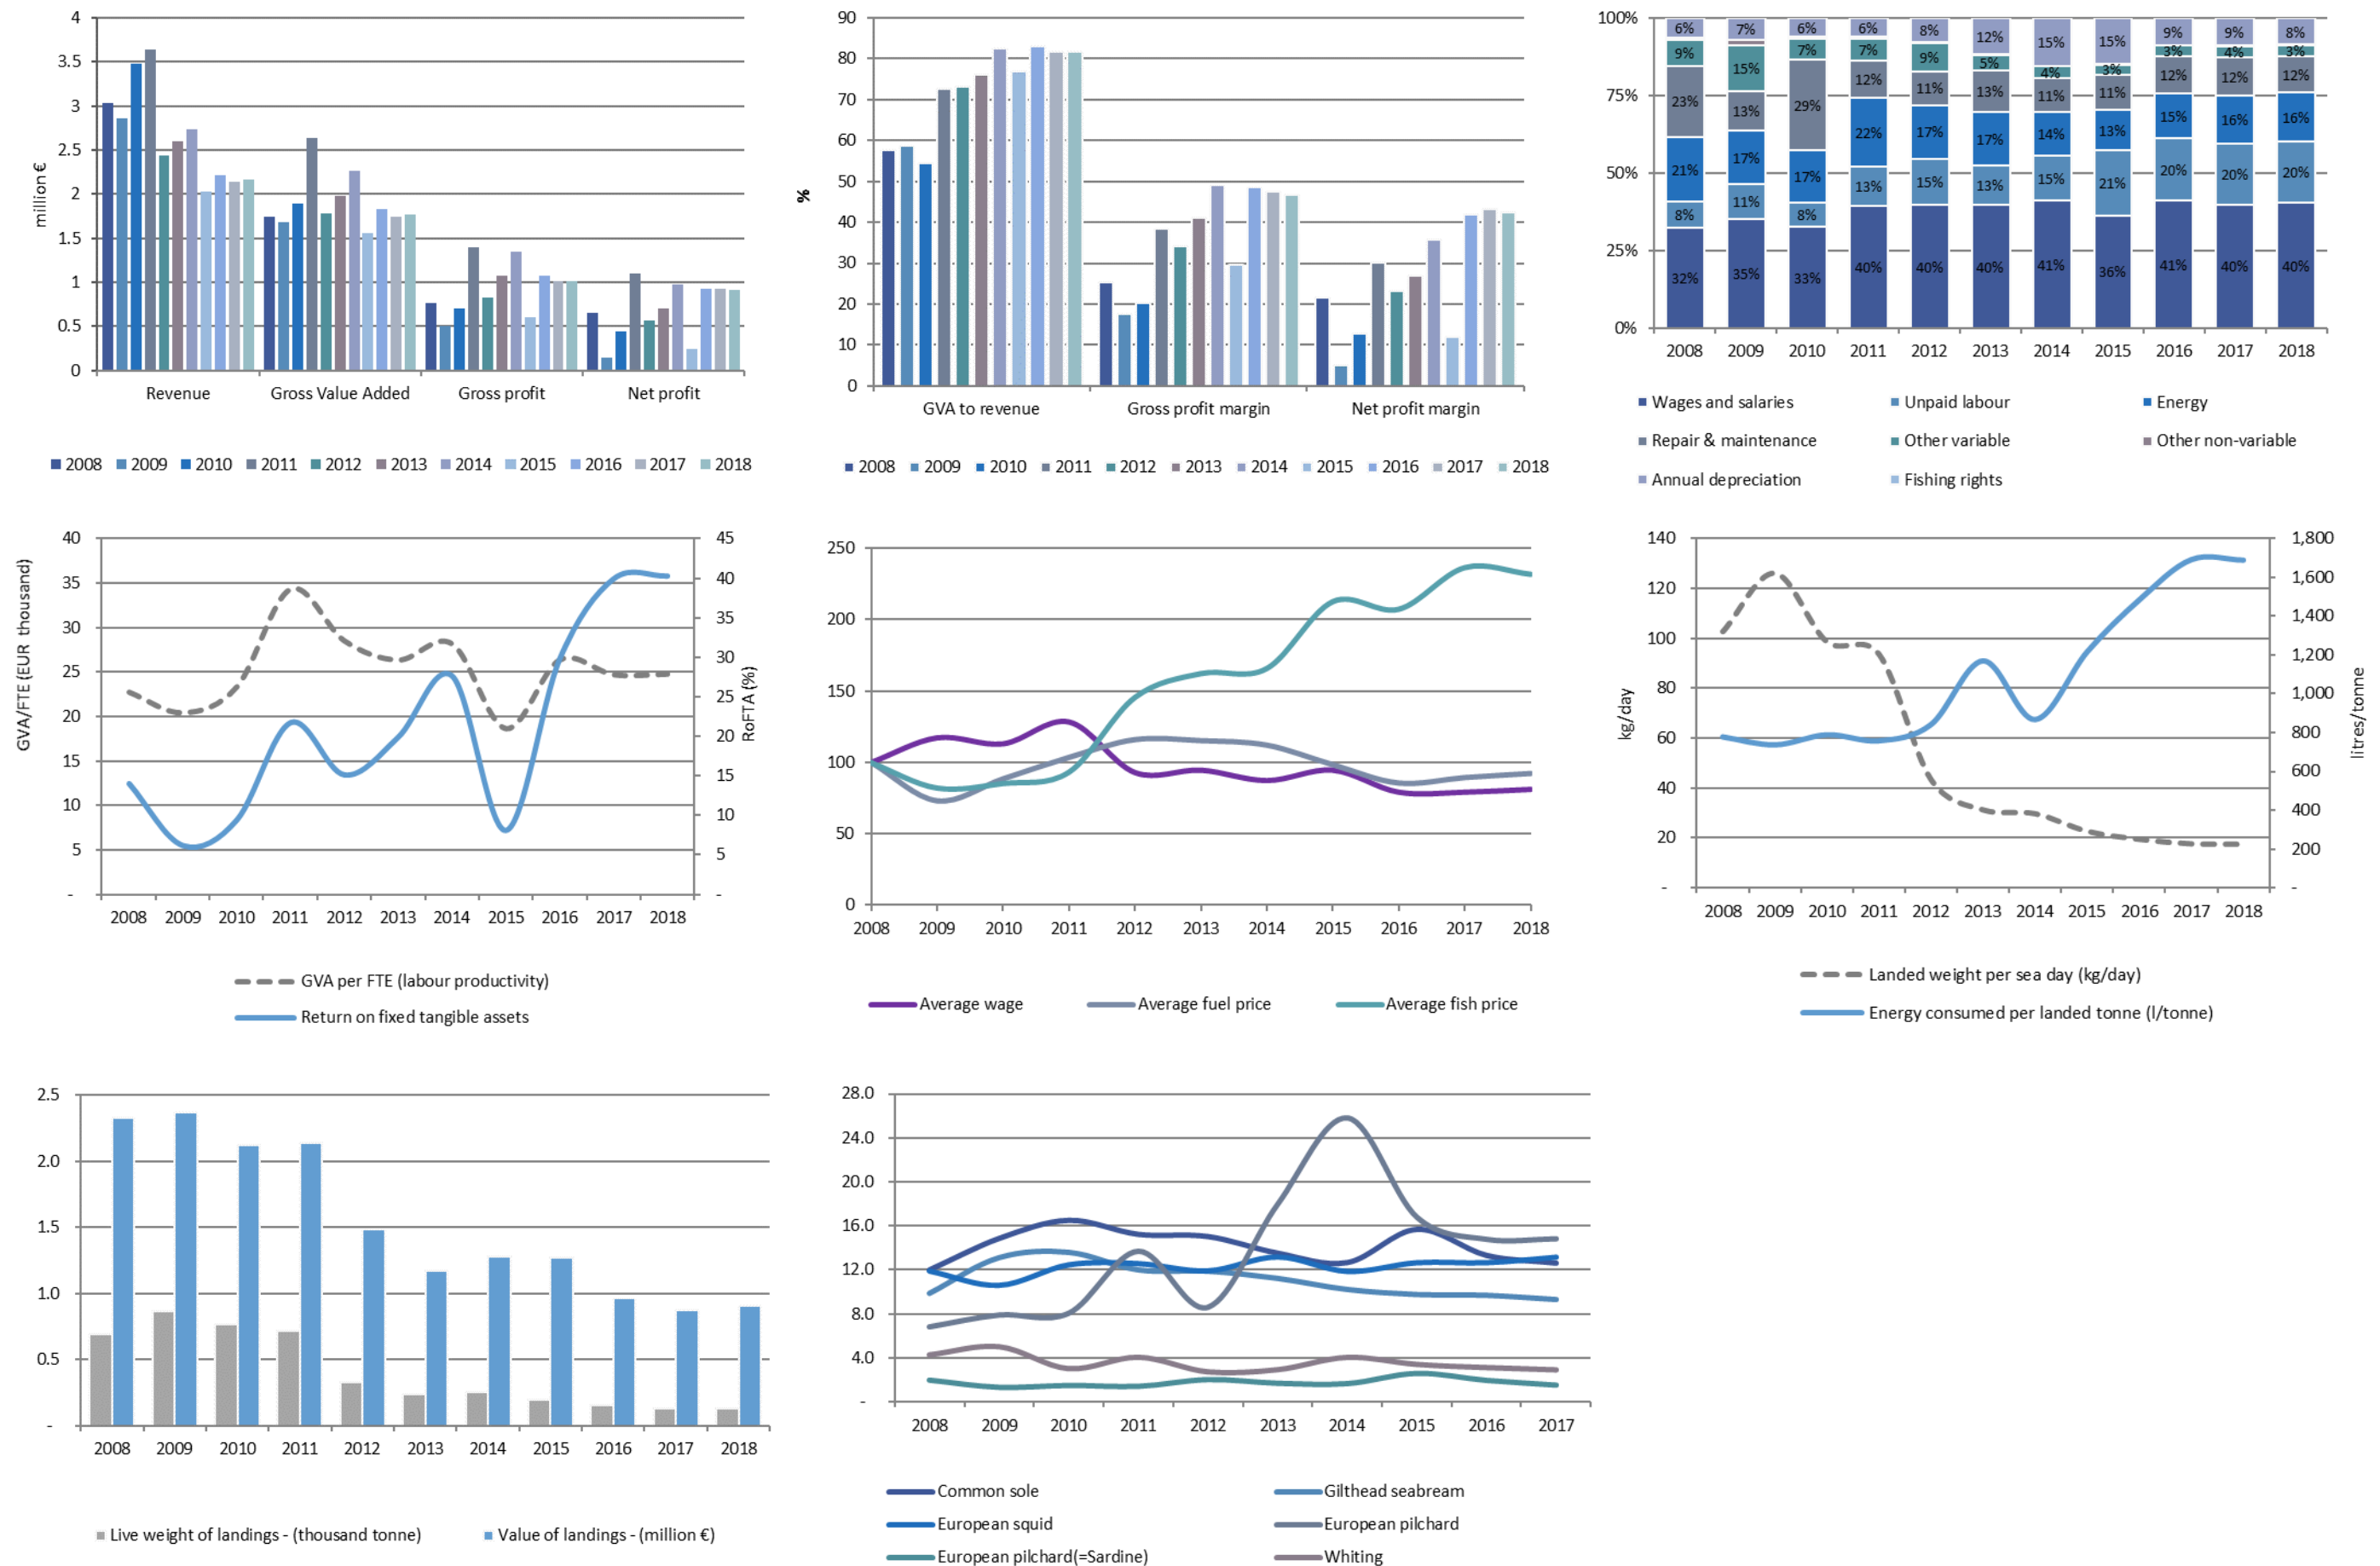 4
3.5
3
2.5
2
1.5
1
0.5
0
million €
Revenue Gross Value Added Gross profit Net profit
2008 2009 2010 2011 2012 2013 2014 2015 2016 2017 2018
90
80
70
60
50
40
30
20
10
0
%
GVA to revenue Gross profit margin Net profit margin
2008 2009 2010 2011 2012 2013 2014 2015 2016 2017 2018
100%
75%
50%
25%
0%
6% 7% 6% 6% 8% 12% 15% 15% 9% 9% 8%
9% 15% 7% 7% 9% 5% 4% 3% 3% 4% 3%
23% 13% 29% 12% 11% 13% 11% 11% 12% 12% 12%
21% 17% 17% 22% 17% 17% 14% 13% 15% 16% 16%
8% 11% 8% 13% 15% 13% 15% 21% 20% 20% 20%
32% 35% 33% 40% 40% 40% 41% 36% 41% 40% 40%
2008 2009 2010 2011 2012 2013 2014 2015 2016 2017 2018
Wages and salaries Unpaid labour Energy
Repair & maintenance Other variable Other non-variable
Annual depreciation Fishing rights
GVA/FTE (EUR thousand)
40
35
30
25
20
15
10
5
-
45
40
35
30
25
20
15
10
5
-
RoFTA (%)
2008 2009 2010 2011 2012 2013 2014 2015 2016 2017 2018
GVA per FTE (labour productivity)
Return on fixed tangible assets
250
200
150
100
50
0
2008 2009 2010 2011 2012 2013 2014 2015 2016 2017 2018
Average wage Average fuel price Average fish price
kg/day
140
120
100
80
60
40
20
-
1,800
1,600
1,400
1,200
1,000
800
600
400
200
-
litres/tonne
2008 2009 2010 2011 2012 2013 2014 2015 2016 2017 2018
Landed weight per sea day (kg/day)
Energy consumed per landed tonne (l/tonne)
2.5
2.0
1.5
1.0
0.5
-
2008 2009 2010 2011 2012 2013 2014 2015 2016 2017 2018
Live weight of landings - (thousand tonne) Value of landings - (million €)
28.0
24.0
20.0
16.0
12.0
8.0
4.0
-
2008 2009 2010 2011 2012 2013 2014 2015 2016 2017
Common sole Gilthead seabream
European squid European pilchard
European pilchard(=Sardine) Whiting